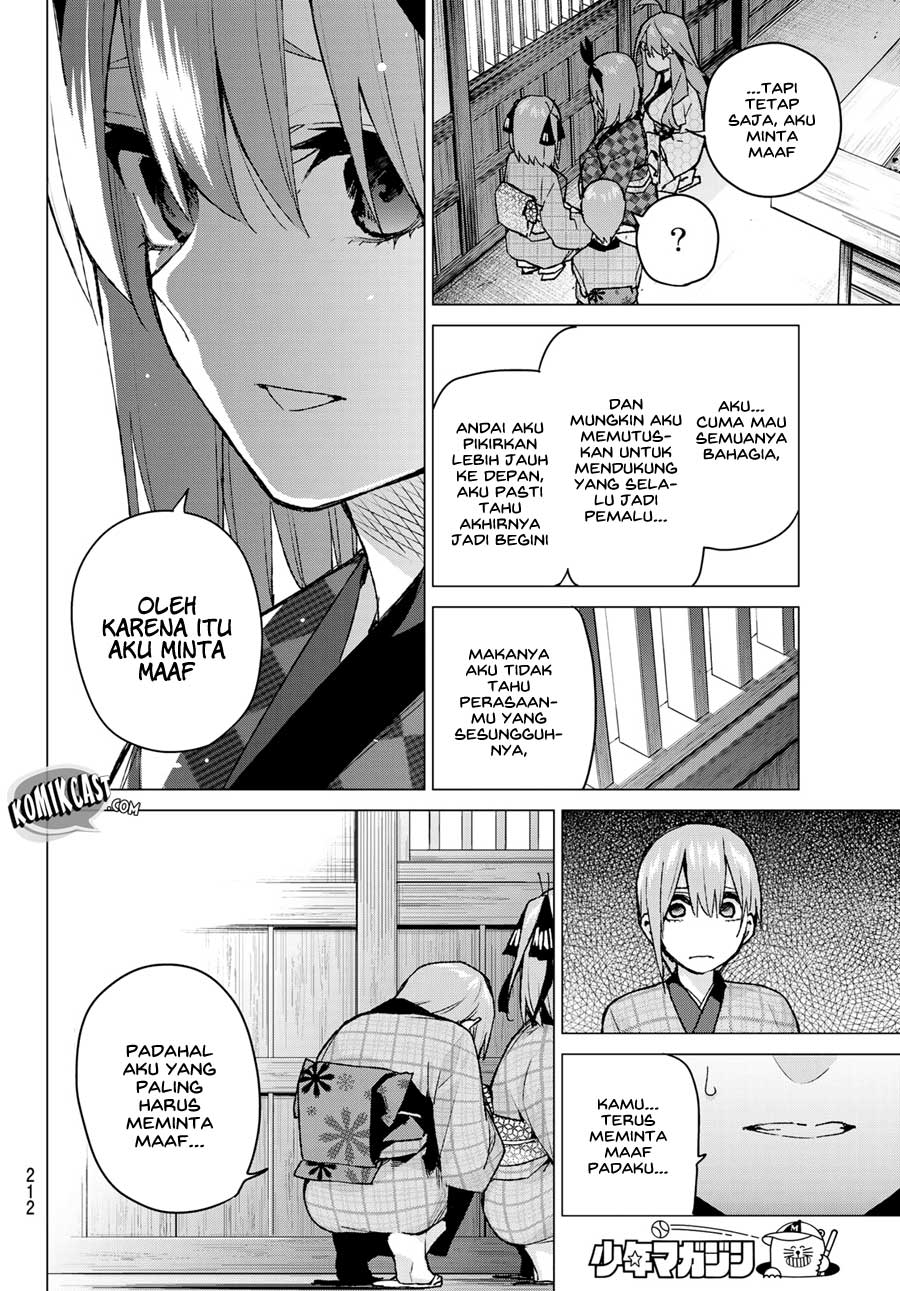 ...TAPI
TETAP
SAJA, AKU
MINTA
MAAF
?
AKU...
CUMA MAU
SEMUANYA
BAHAGIA,
DAN
MUNGKIN AKU
MEMUTUS-
KAN UNTUK
MENDUKUNG
YANG SELA-
LU JADI
PEMALU...
ANDAI AKU
PIKIRKAN
LEBIH JAUH
KE DEPAN,
AKU PASTI
TAHU
AKHIRNYA
JADI BEGINI
MAKANYA
AKU TIDAK
TAHU
PERASAAN-
MU YANG
SESUNGGUH-
NYA,
OLEH
KARENA ITU
AKU MINTA
MAAF
KOMIKCAST
.COM
KAMU...
TERUS
MEMINTA
MAAF
PADAKU...
PADAHAL
AKU YANG
PALING
HARUS
MEMINTA
MAAF...
212
少年マガジン
M